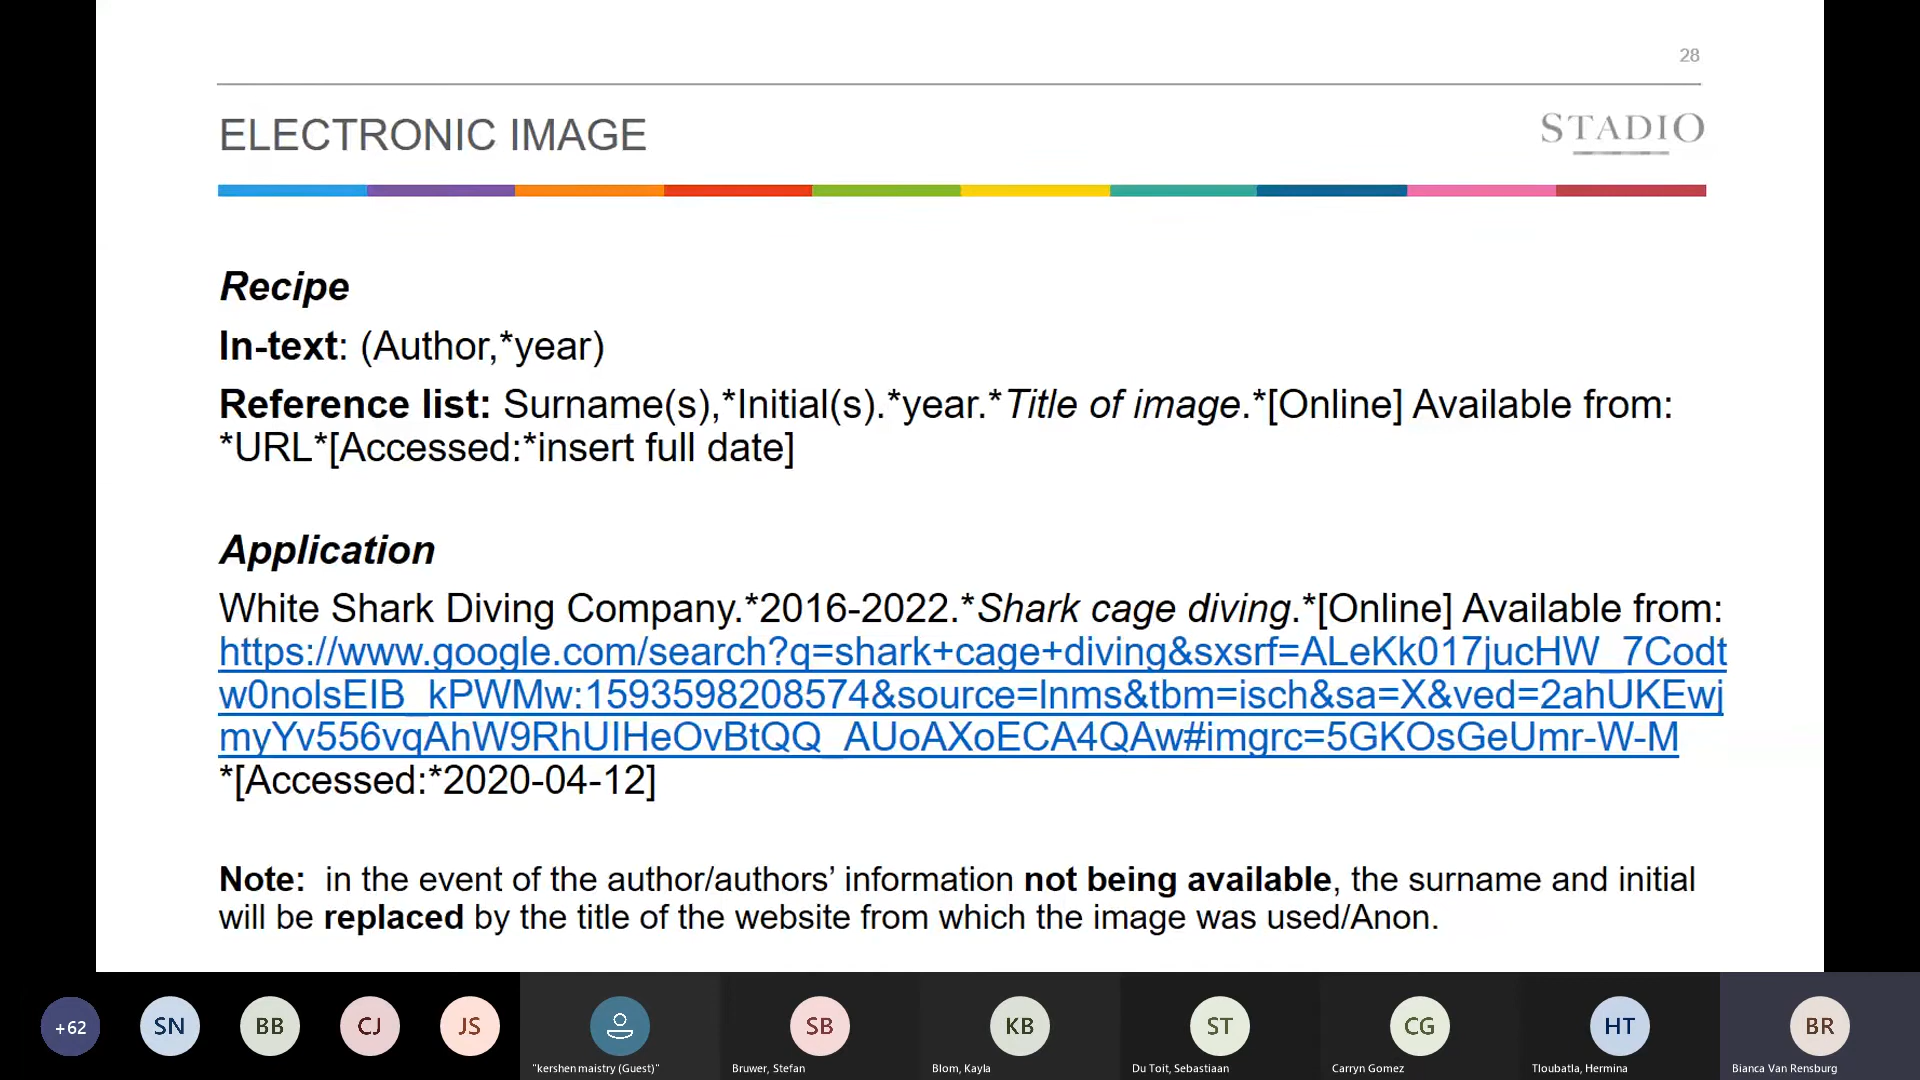 28
ELECTRONIC IMAGE
STADIO
Recipe
In-text: (Author,*year)
Reference list: Surname(s),*Initial(s).*year.*Title of image.*[Online] Available from:
*URL*[Accessed:*insert full date]
Application
White Shark Diving Company.*2016-2022.*Shark cage diving.*[Online] Available from:
https://www.google.com/search?q=shark+cage+diving&sxsrf=ALeKk017jucHW_7Codt
w0nolsEIB_kPWMw:1593598208574&source=lnms&tbm=isch&sa=X&ved=2ahUKEwj
myYv556vqAhW9RhUIHeOvBtQQ_AUoAXoECA4QAw#imgrc=5GKOsGeUmr-W-M
*[Accessed:*2020-04-12]
Note:  in the event of the author/authors’ information not being available, the surname and initial
will be replaced by the title of the website from which the image was used/Anon.
+62 SN BB CJ JS SB KB ST CG HT BR
"kershen maistry (Guest)" Bruwer, Stefan Blom, Kayla Du Toit, Sebastiaan Carryn Gomez Tloubatla, Hermina Bianca Van Rensburg